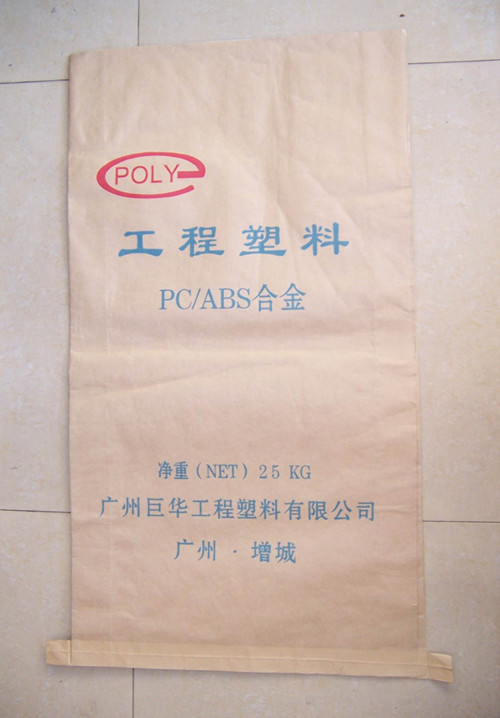 POLY
工程塑料
PC/ABS合金
净重(NET)25 KG
广州巨华工程塑料有限公司
广州·增城